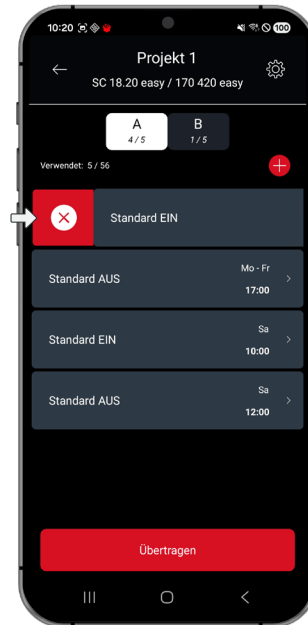 10:20
100
Projekt 1
SC 18.20 easy / 170 420 easy
A
4 / 5
B
1 / 5
Verwendet: 5 / 56
Standard EIN
Standard AUS
Mo - Fr
17:00
Standard EIN
Sa
10:00
Standard AUS
Sa
12:00
Übertragen